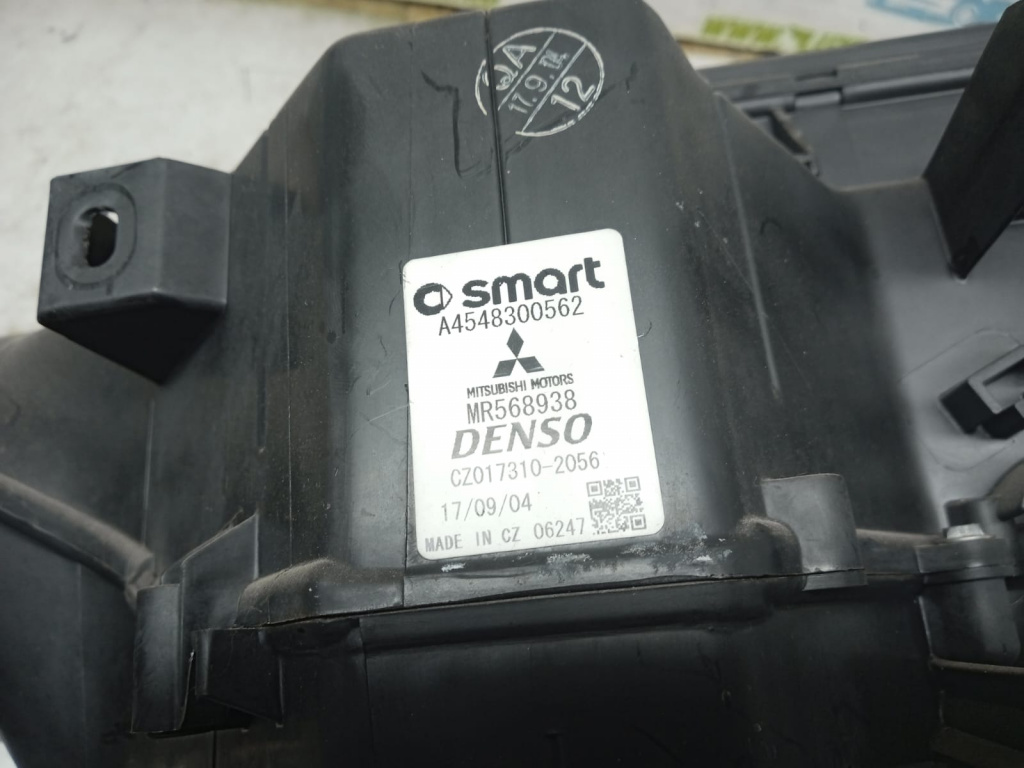 QA
17.9.
12
smart
A4548300562
MITSUBISHI MOTORS
MR568938
DENSO
CZ017310-2056
17/09/04
MADE IN CZ 06247